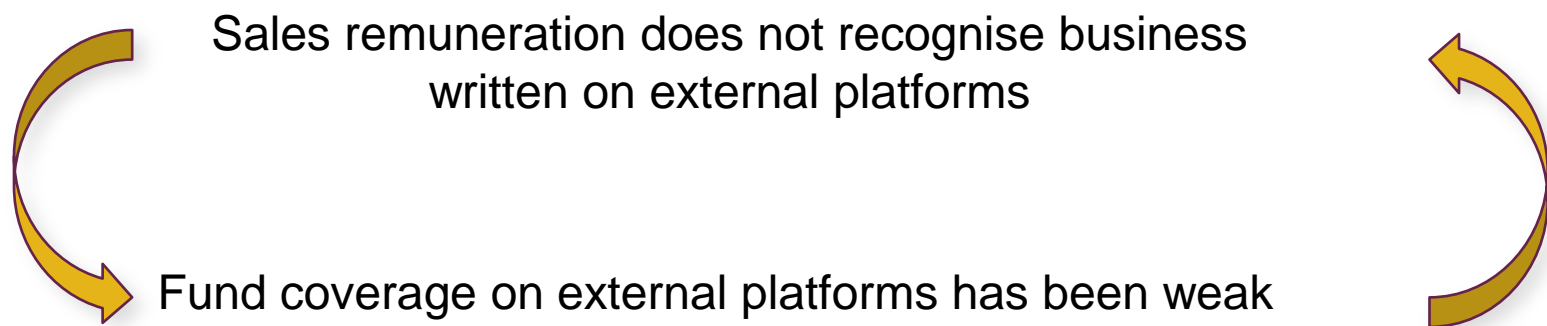 Sales remuneration does not recognise business
written on external platforms
Fund coverage on external platforms has been weak